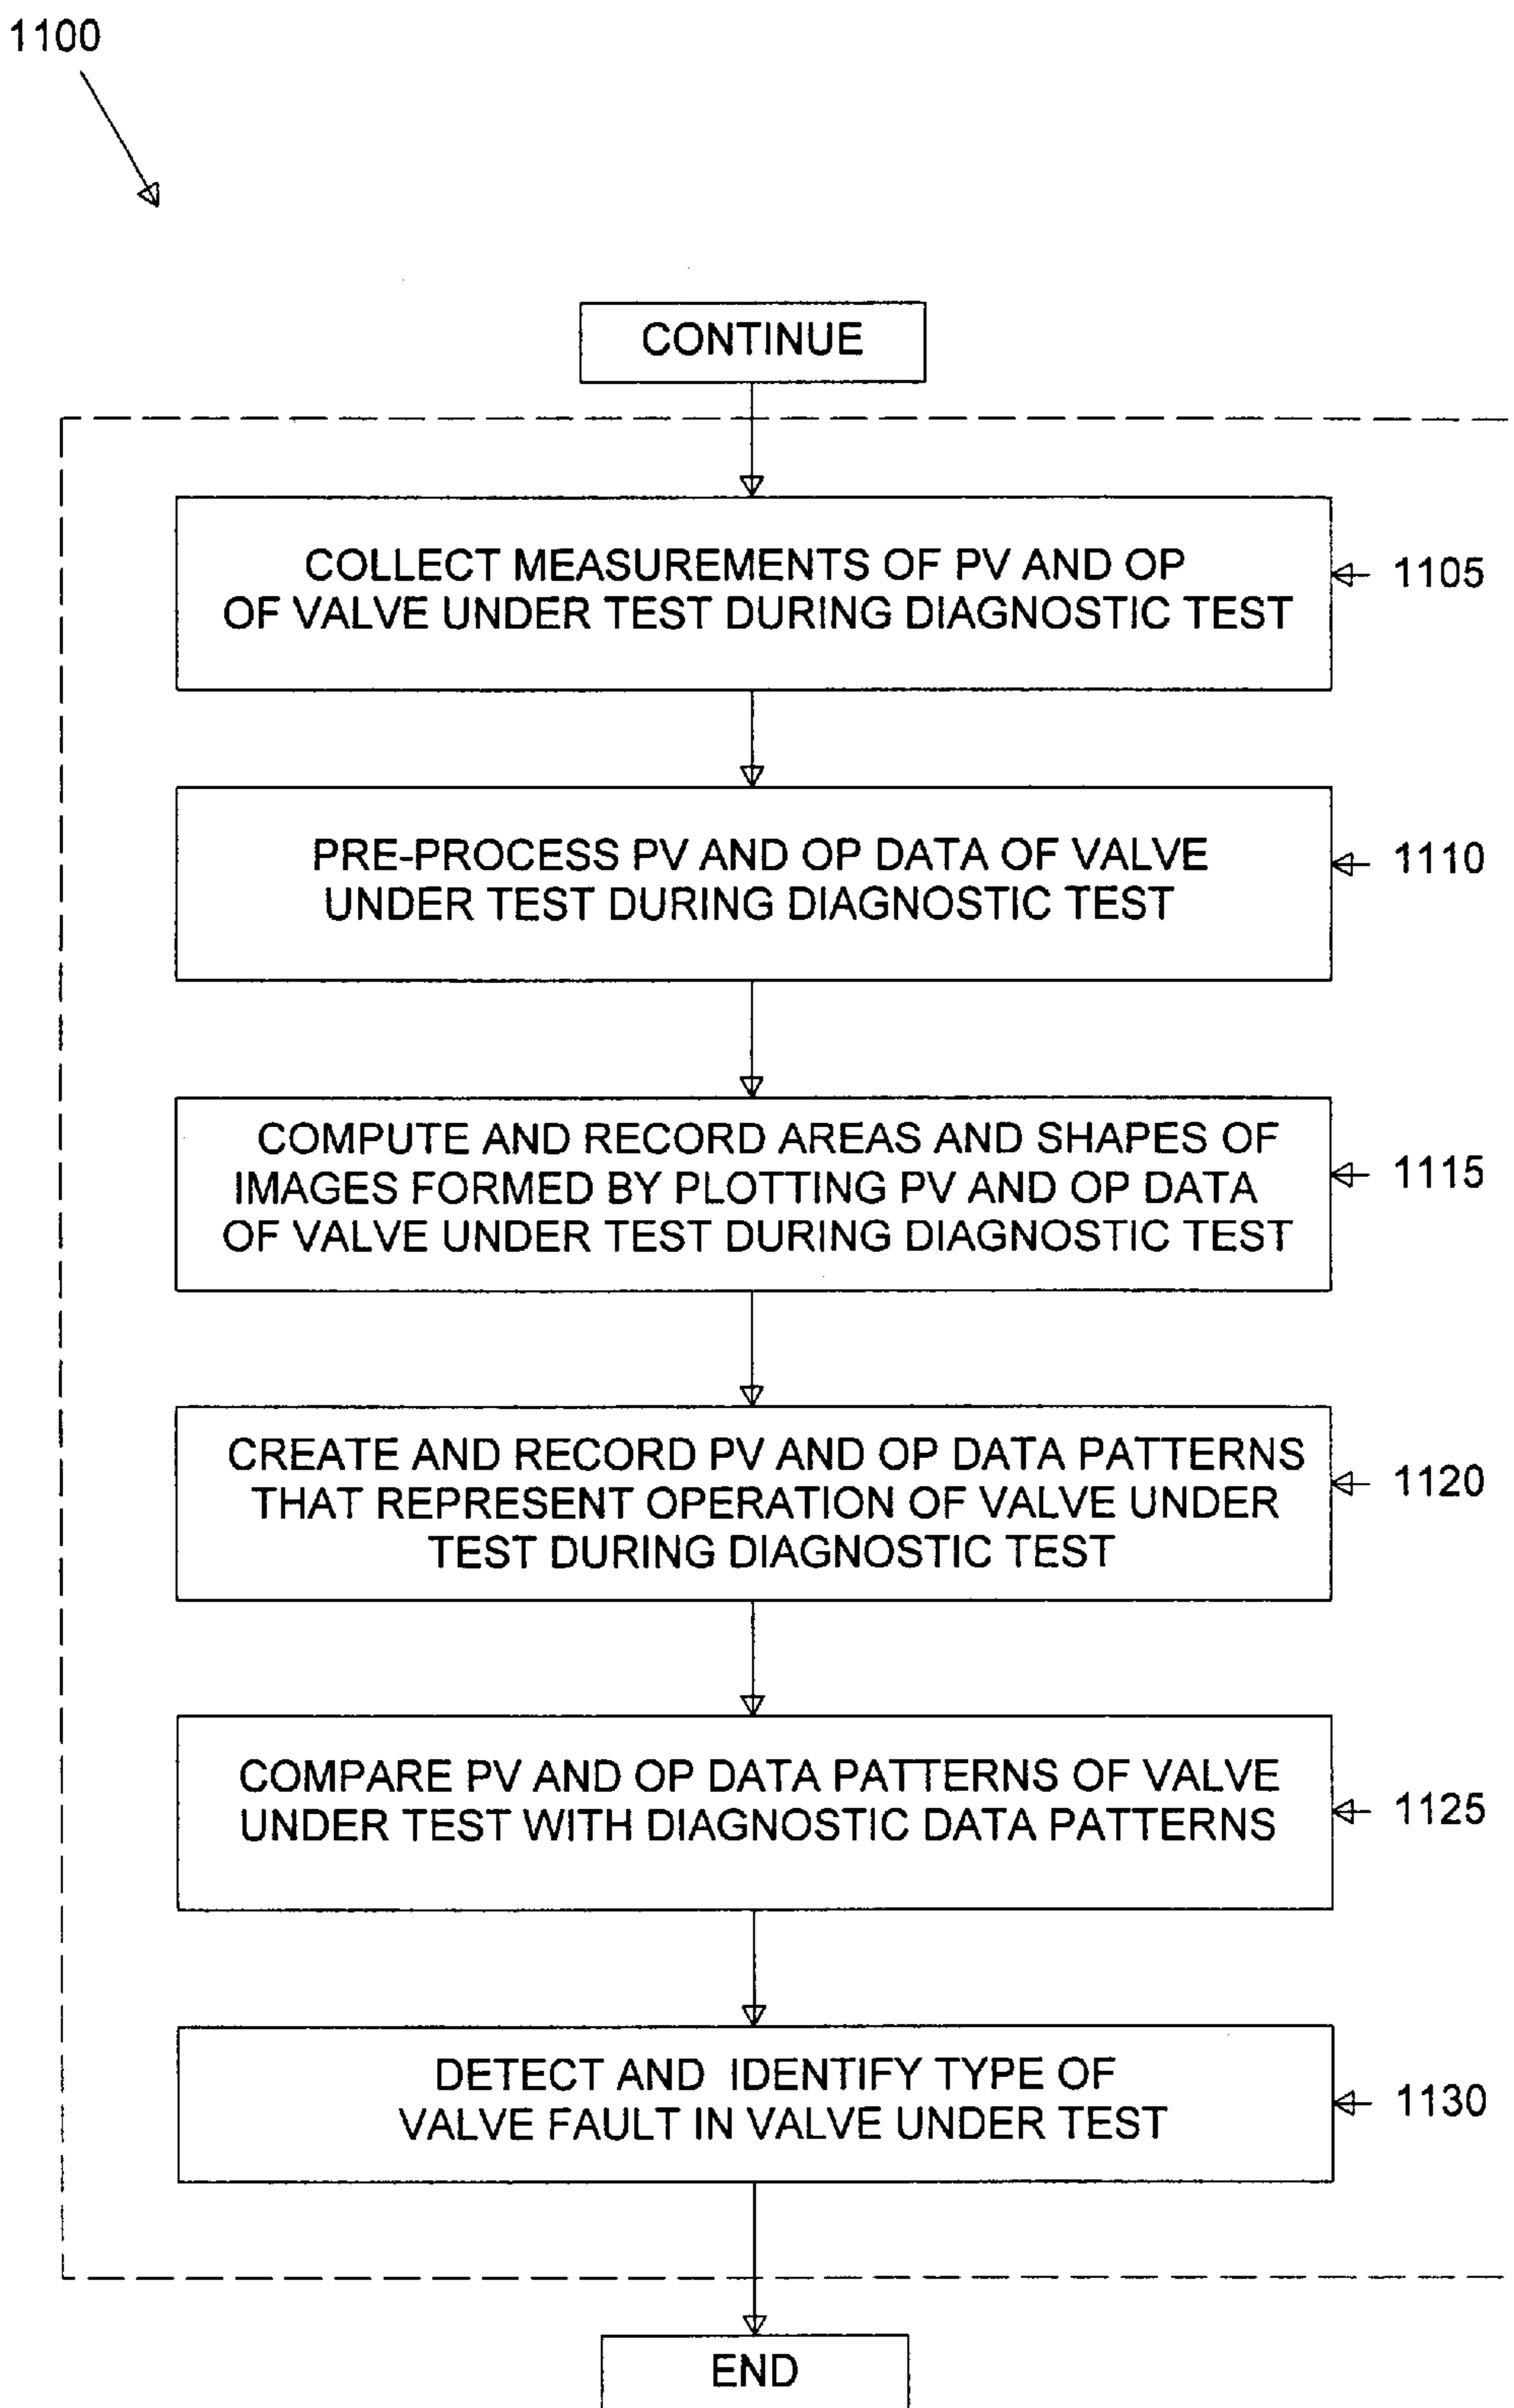 1100
CONTINUE
COLLECT MEASUREMENTS OF PV AND OP
OF VALVE UNDER TEST DURING DIAGNOSTIC TEST
1105
PRE-PROCESS PV AND OP DATA OF VALVE
UNDER TEST DURING DIAGNOSTIC TEST
1110
COMPUTE AND RECORD AREAS AND SHAPES OF
IMAGES FORMED BY PLOTTING PV AND OP DATA
OF VALVE UNDER TEST DURING DIAGNOSTIC TEST
1115
CREATE AND RECORD PV AND OP DATA PATTERNS
THAT REPRESENT OPERATION OF VALVE UNDER
TEST DURING DIAGNOSTIC TEST
1120
COMPARE PV AND OP DATA PATTERNS OF VALVE
UNDER TEST WITH DIAGNOSTIC DATA PATTERNS
1125
DETECT AND IDENTIFY TYPE OF
VALVE FAULT IN VALVE UNDER TEST
1130
END